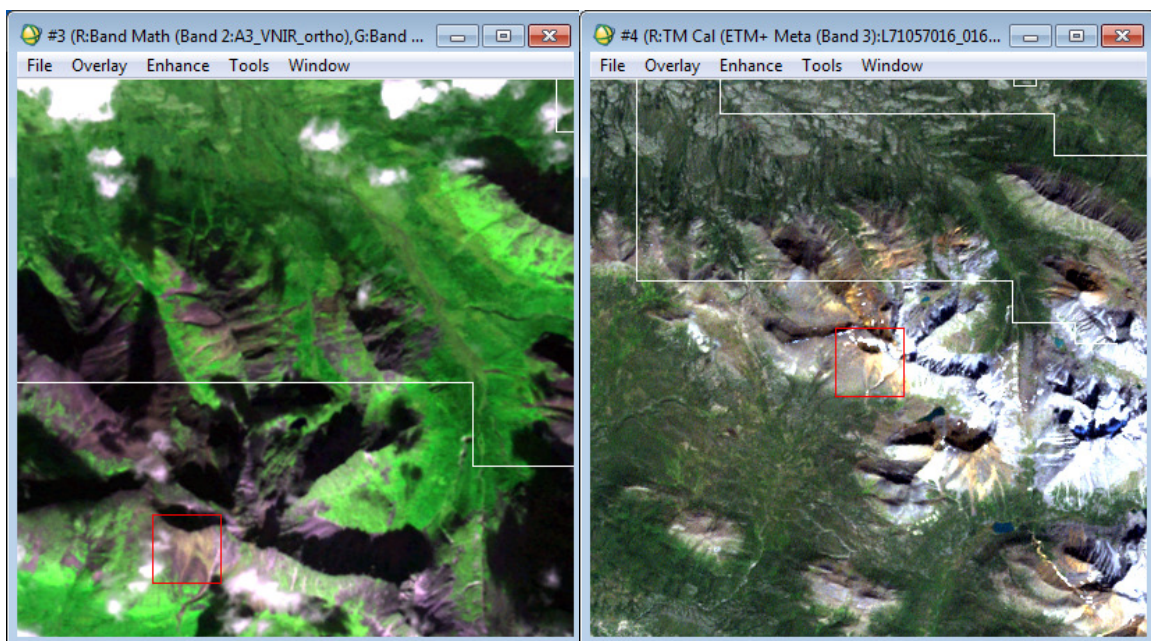 #3 (R:Band Math (Band 2:A3_VNIR_ortho),G:Band ...
File Overlay Enhance Tools Window
#4 (R:TM Cal (ETM+ Meta (Band 3):L71057016_016...
File Overlay Enhance Tools Window